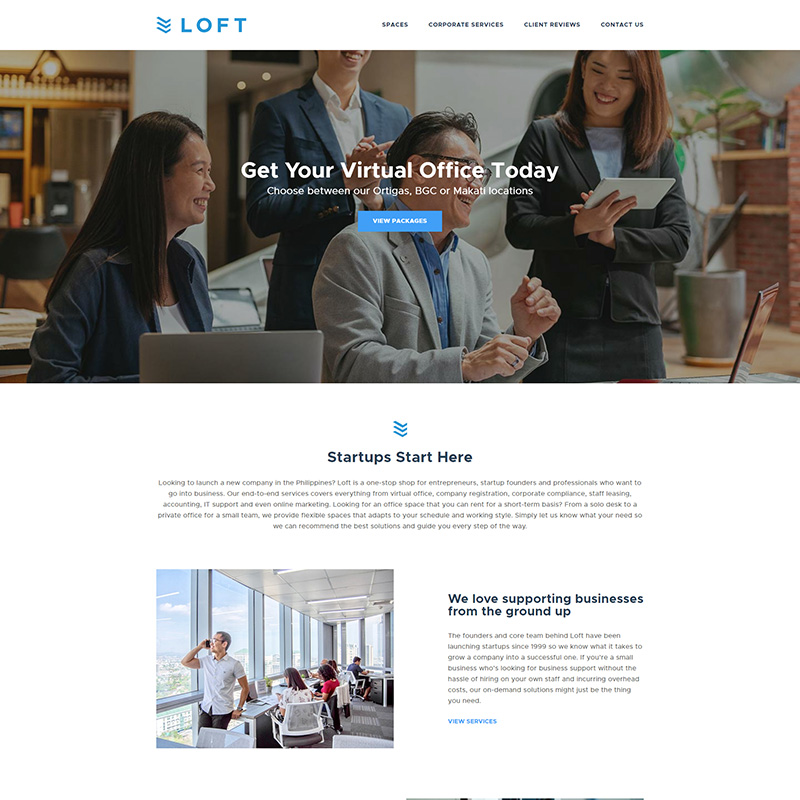 LOFT
SPACES
CORPORATE SERVICES
CLIENT REVIEWS
CONTACT US
Get Your Virtual Office Today
Choose between our Ortigas, BGC or Makati locations
VIEW PACKAGES
Startups Start Here
Looking to launch a new company in the Philippines? Loft is a one-stop shop for entrepreneurs, startup founders and professionals who want to
go into business. Our end-to-end services covers everything from virtual office, company registration, corporate compliance, staff leasing,
accounting, IT support and even online marketing. Looking for an office space that you can rent for a short-term basis? From a solo desk to a
private office for a small team, we provide flexible spaces that adapts to your schedule and working style. Simply let us know what your need so
we can recommend the best solutions and guide you every step of the way.
We love supporting businesses
from the ground up
The founders and core team behind Loft have been
launching startups since 1999 so we know what it takes to
grow a company into a successful one. If you're a small
business who's looking for business support without the
hassle of hiring on your own staff and incurring overhead
costs, our on-demand solutions might just be the thing
you need.
VIEW SERVICES